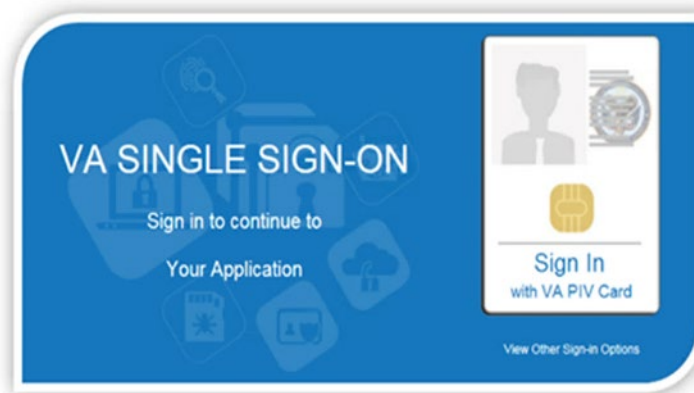 VA SINGLE SIGN-ON
Sign in to continue to
Your Application
Sign In
with VA PIV Card
View Other Sign-in Options